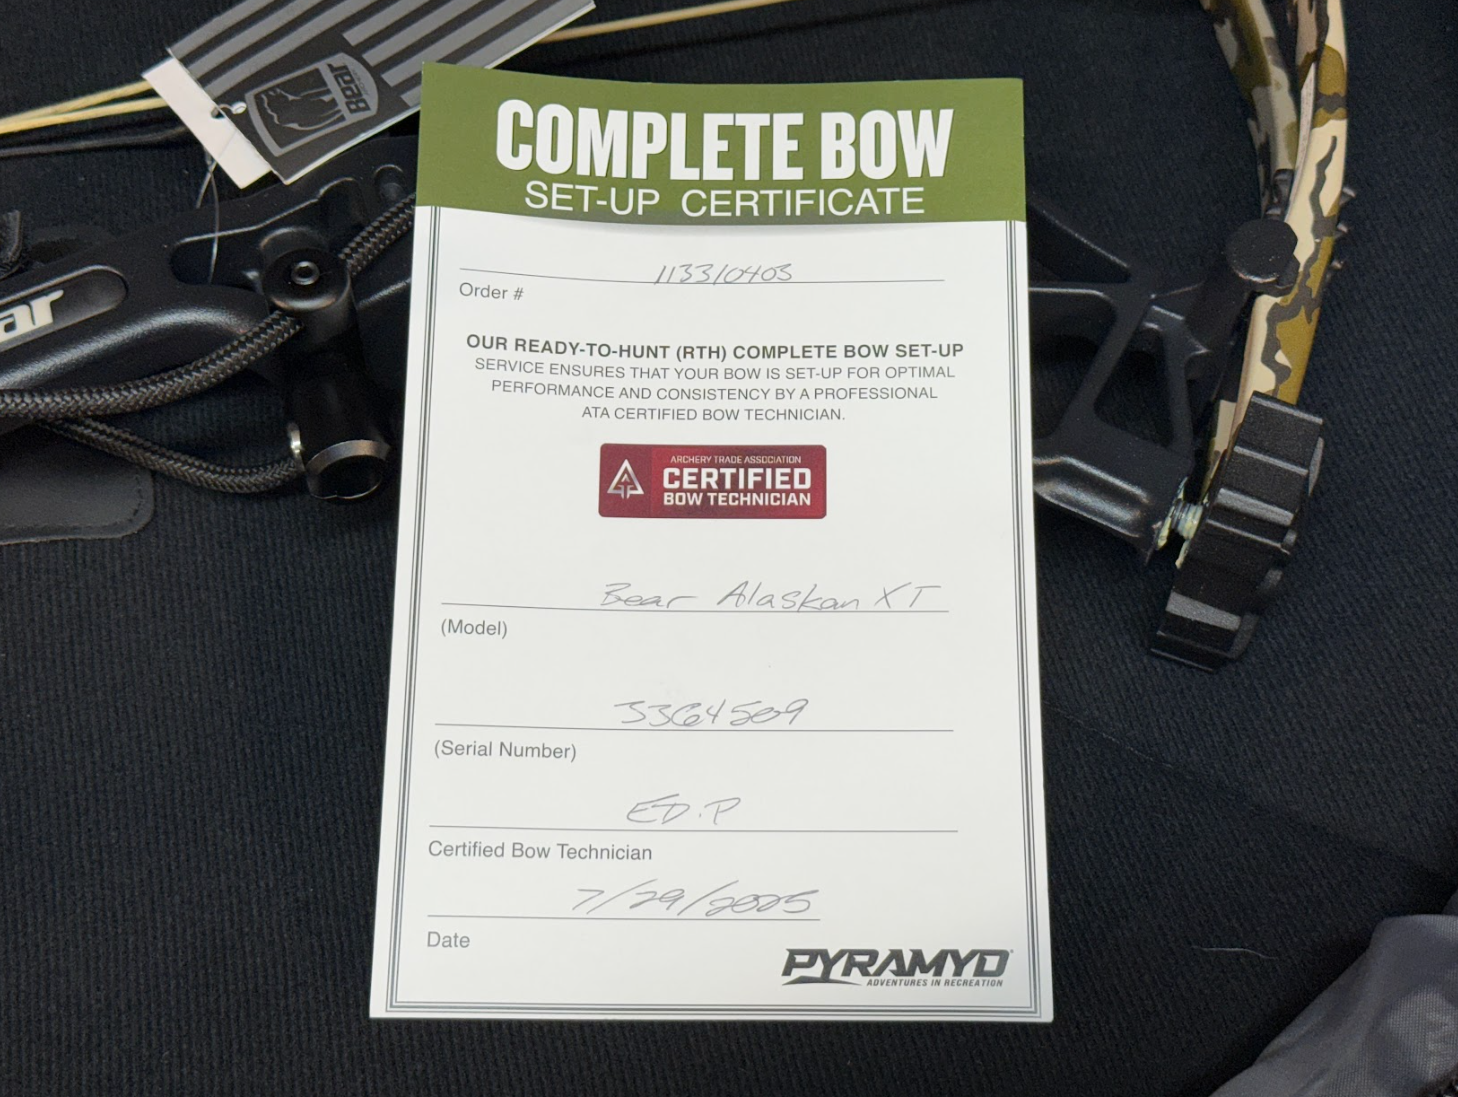 Bear
ar
COMPLETE BOW
SET-UP CERTIFICATE
113310403
Order #
OUR READY-TO-HUNT (RTH) COMPLETE BOW SET-UP
SERVICE ENSURES THAT YOUR BOW IS SET-UP FOR OPTIMAL
PERFORMANCE AND CONSISTENCY BY A PROFESSIONAL
ATA CERTIFIED BOW TECHNICIAN.
ARCHERY TRADE ASSOCIATION
CERTIFIED
BOW TECHNICIAN
Bear Alaskan XT
(Model)
33G4509
(Serial Number)
ED.P
Certified Bow Technician
7/29/2025
Date
PYRAMYD
ADVENTURES IN RECREATION